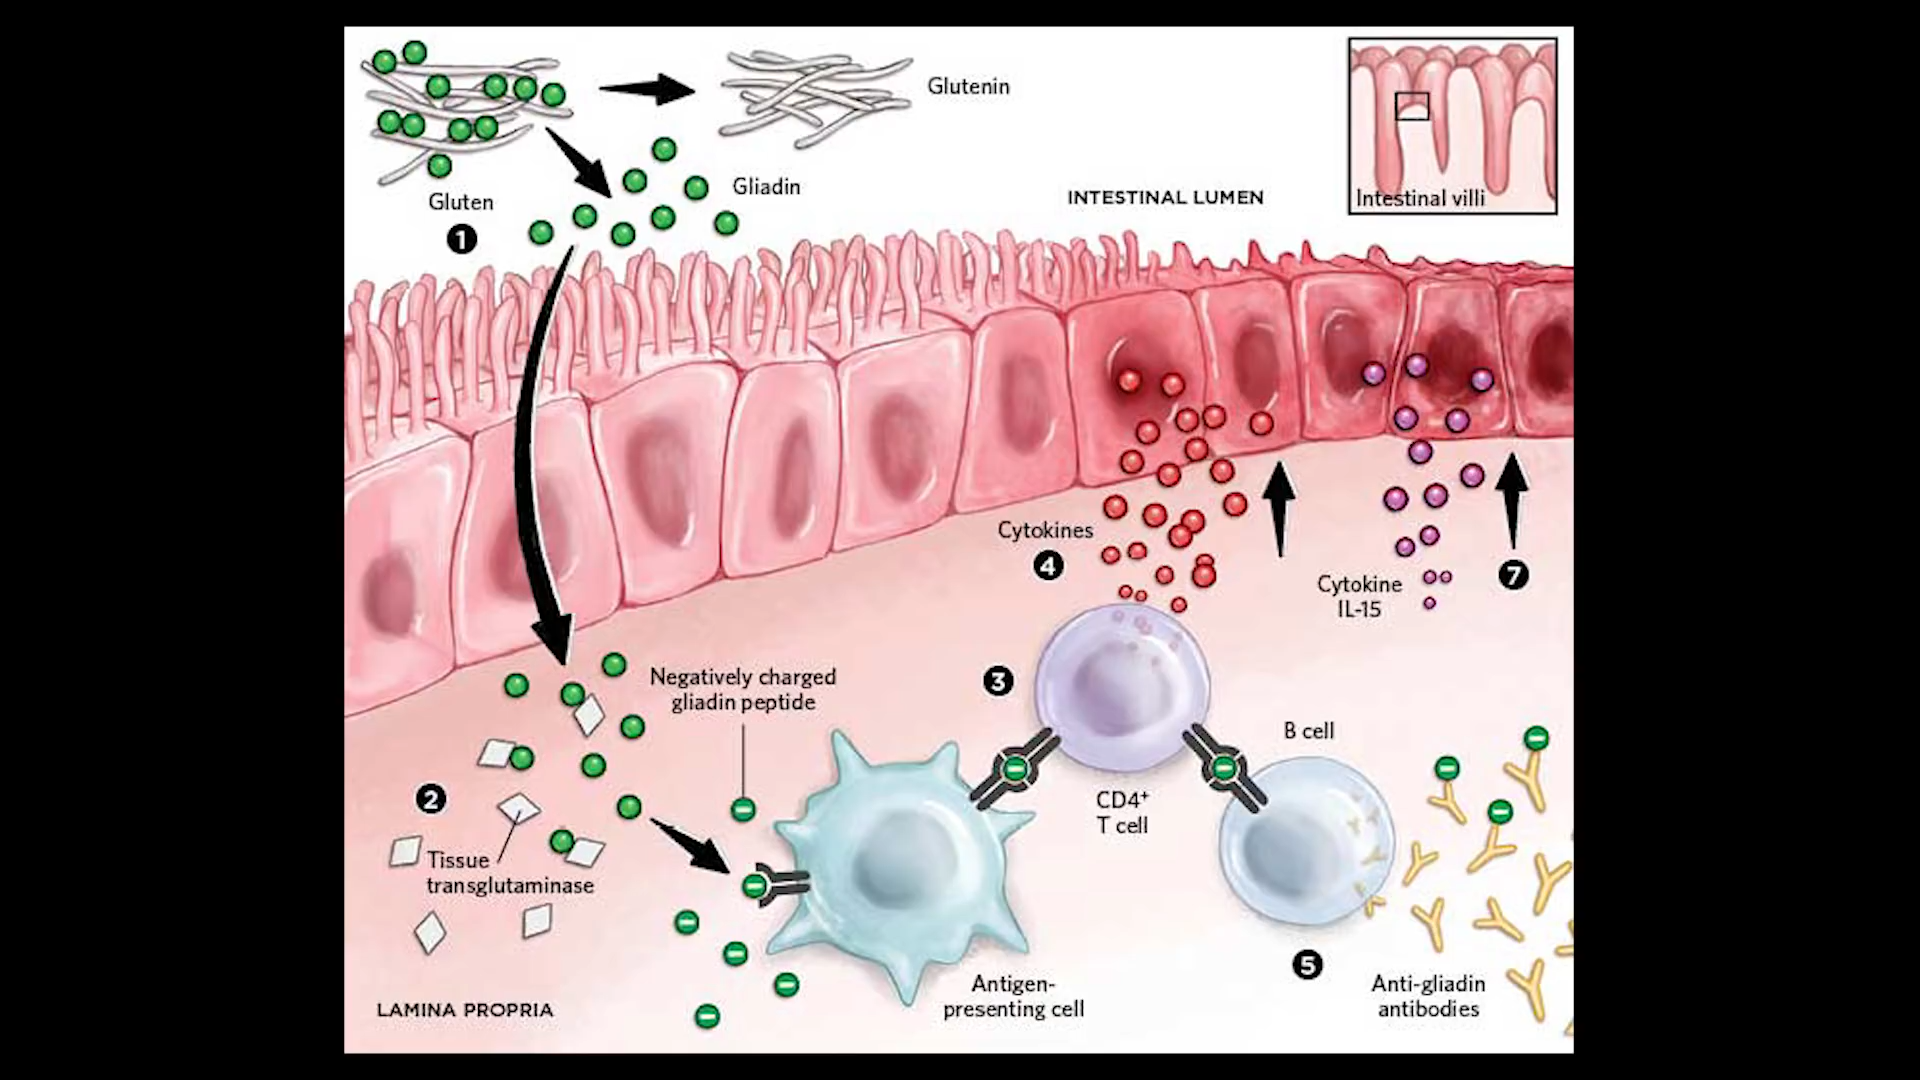 Glutenin
Gliadin
Gluten
1
INTESTINAL LUMEN
Intestinal villi
Cytokines
4
Cytokine
IL-15
7
Negatively charged
gliadin peptide
3
B cell
2
CD4+
T cell
Tissue
transglutaminase
5
Antigen-
presenting cell
Anti-gliadin
antibodies
LAMINA PROPRIA